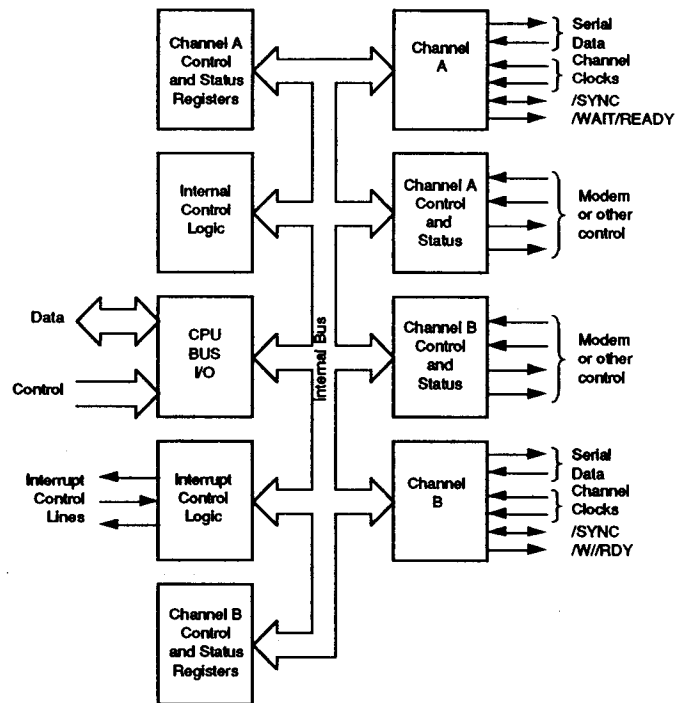 Channel A
Control
and Status
Registers
Channel
A
Serial
Data
Channel
Clocks
/SYNC
/WAIT/READY
Internal
Control
Logic
Channel A
Control
and
Status
Modem
or other
control
Data
Control
CPU
BUS
I/O
Internal Bus
Channel B
Control
and
Status
Modem
or other
control
Interrupt
Control
Lines
Interrupt
Control
Logic
Channel
B
Serial
Data
Channel
Clocks
/SYNC
/W//RDY
Channel B
Control
and Status
Registers